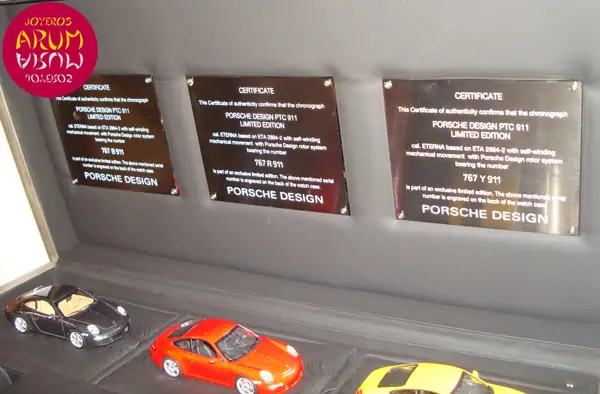 JOYEROS
ARUM
CERTIFICATE
This Certificate of authenticity confirms that the chronograph
PORSCHE DESIGN PTC 911
LIMITED EDITION
cal. ETERNA based on ETA 2894-2 with self-winding
mechanical movement with Porsche Design rotor system
bearing the number
767 B 911
is part of an exclusive limited edition. The above mentioned serial
number is engraved on the back of the watch case.
PORSCHE DESIGN
CERTIFICATE
This Certificate of authenticity confirms that the chronograph
PORSCHE DESIGN PTC 911
LIMITED EDITION
cal. ETERNA based on ETA 2894-2 with self-winding
mechanical movement with Porsche Design rotor system
bearing the number
767 R 911
is part of an exclusive limited edition. The above mentioned serial
number is engraved on the back of the watch case.
PORSCHE DESIGN
CERTIFICATE
This Certificate of authenticity confirms that the chronograph
PORSCHE DESIGN PTC 911
LIMITED EDITION
cal. ETERNA based on ETA 2894-2 with self-winding
mechanical movement with Porsche Design rotor system
bearing the number
767 Y 911
is part of an exclusive limited edition. The above mentioned serial
number is engraved on the back of the watch case.
PORSCHE DESIGN